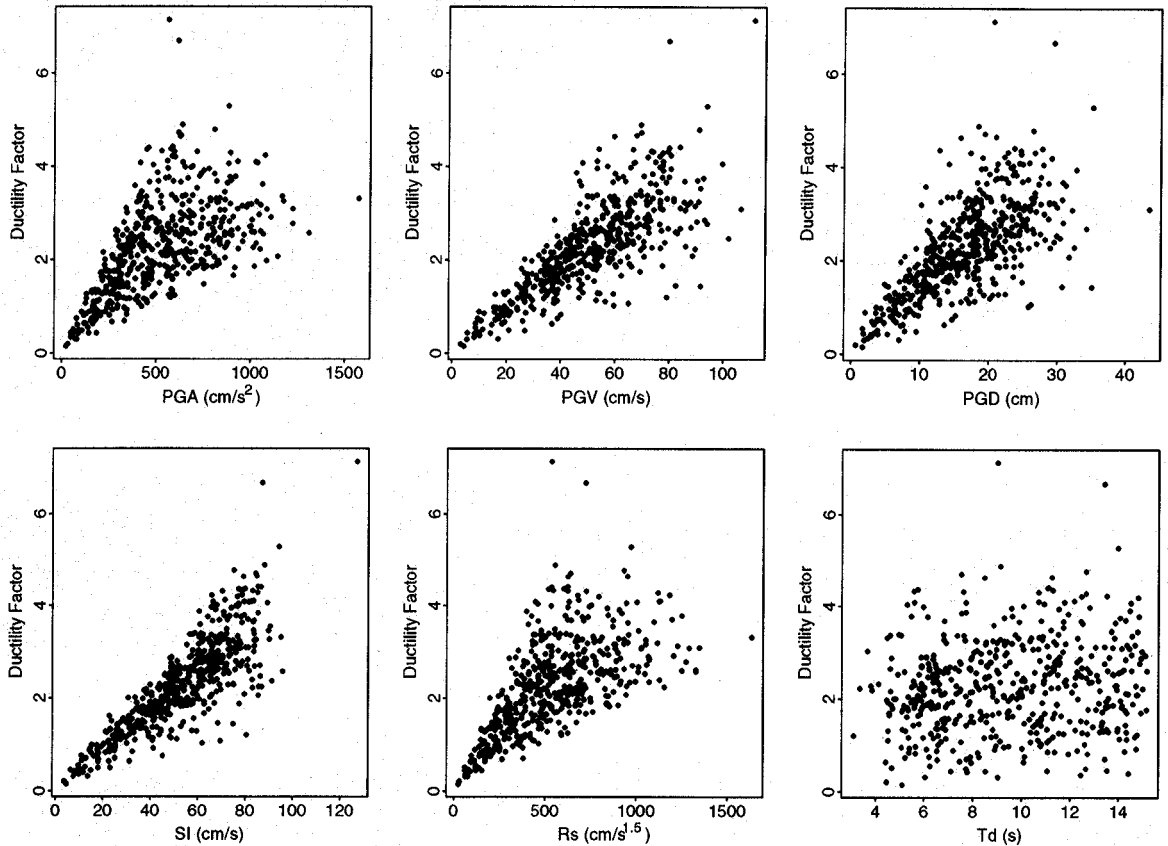 Ductility Factor
6
4
2
0
0 500 1000 1500
PGA (cm/s²)
Ductility Factor
6
4
2
0
0 20 40 60 80 100
PGV (cm/s)
Ductility Factor
6
4
2
0
0 10 20 30 40
PGD (cm)
Ductility Factor
6
4
2
0
0 20 40 60 80 100 120
SI (cm/s)
Ductility Factor
6
4
2
0
0 500 1000 1500
Rs (cm/s^1.5)
Ductility Factor
6
4
2
0
4 6 8 10 12 14
Td (s)